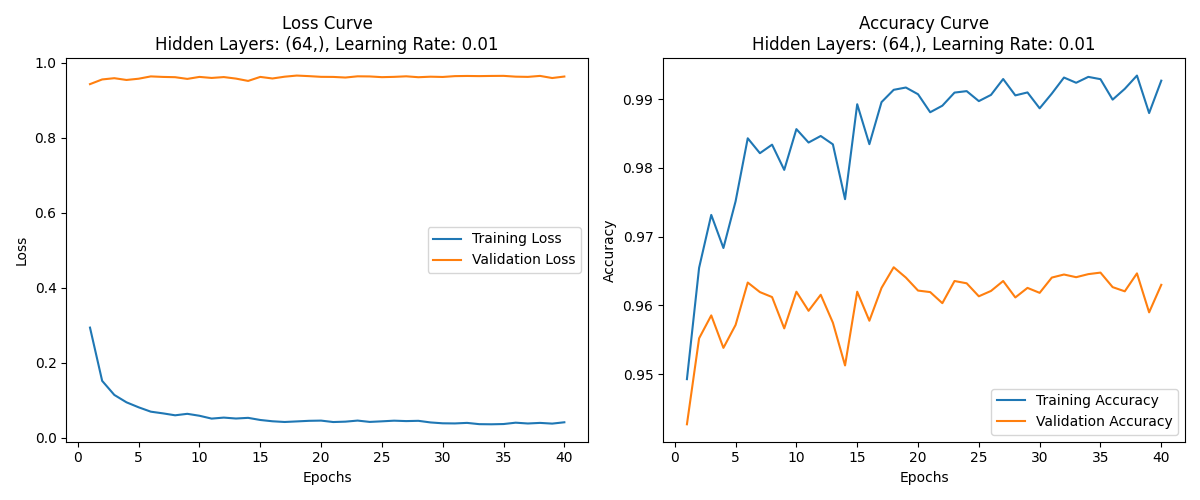 Loss Curve
Hidden Layers: (64,), Learning Rate: 0.01
1.0
0.8
0.6
0.4
0.2
0.0
Loss
Training Loss
Validation Loss
0 5 10 15 20 25 30 35 40
Epochs
Accuracy Curve
Hidden Layers: (64,), Learning Rate: 0.01
0.99
0.98
0.97
0.96
0.95
Accuracy
Training Accuracy
Validation Accuracy
0 5 10 15 20 25 30 35 40
Epochs